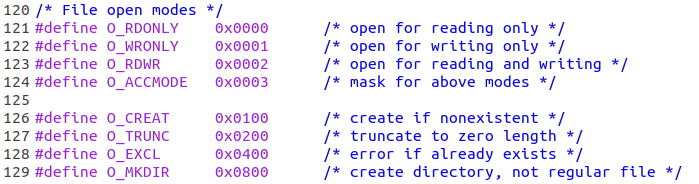 120 /* File open modes */
121 #define O_RDONLY   0x0000      /* open for reading only */
122 #define O_WRONLY   0x0001      /* open for writing only */
123 #define O_RDWR     0x0002      /* open for reading and writing */
124 #define O_ACCMODE  0x0003      /* mask for above modes */
125
126 #define O_CREAT    0x0100      /* create if nonexistent */
127 #define O_TRUNC    0x0200      /* truncate to zero length */
128 #define O_EXCL     0x0400      /* error if already exists */
129 #define O_MKDIR    0x0800      /* create directory, not regular file */